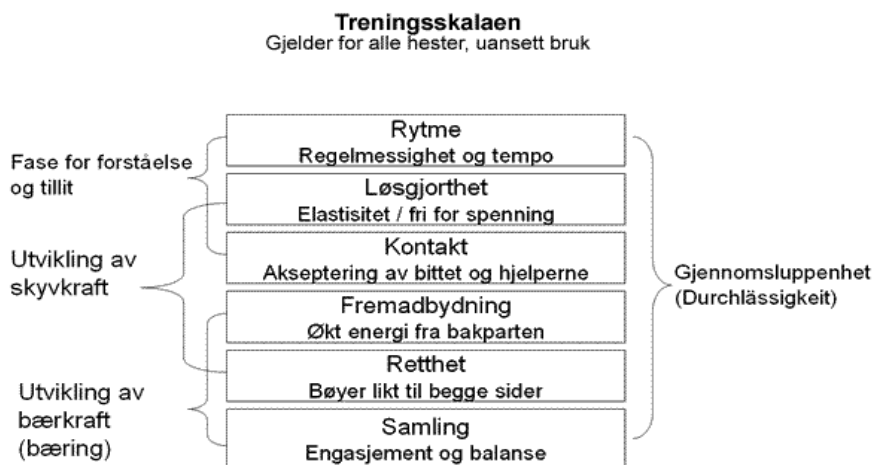 Treningsskalaen
Gjelder for alle hester, uansett bruk
Rytme
Regelmessighet og tempo
Fase for forståelse
og tillit
Løsgjorthet
Elastisitet / fri for spenning
Kontakt
Akseptering av bittet og hjelperne
Utvikling av
skyvkraft
Gjennomsluppenhet
(Durchlässigkeit)
Fremadbydning
Økt energi fra bakparten
Retthet
Bøyer likt til begge sider
Utvikling av
bærkraft
(bæring)
Samling
Engasjement og balanse